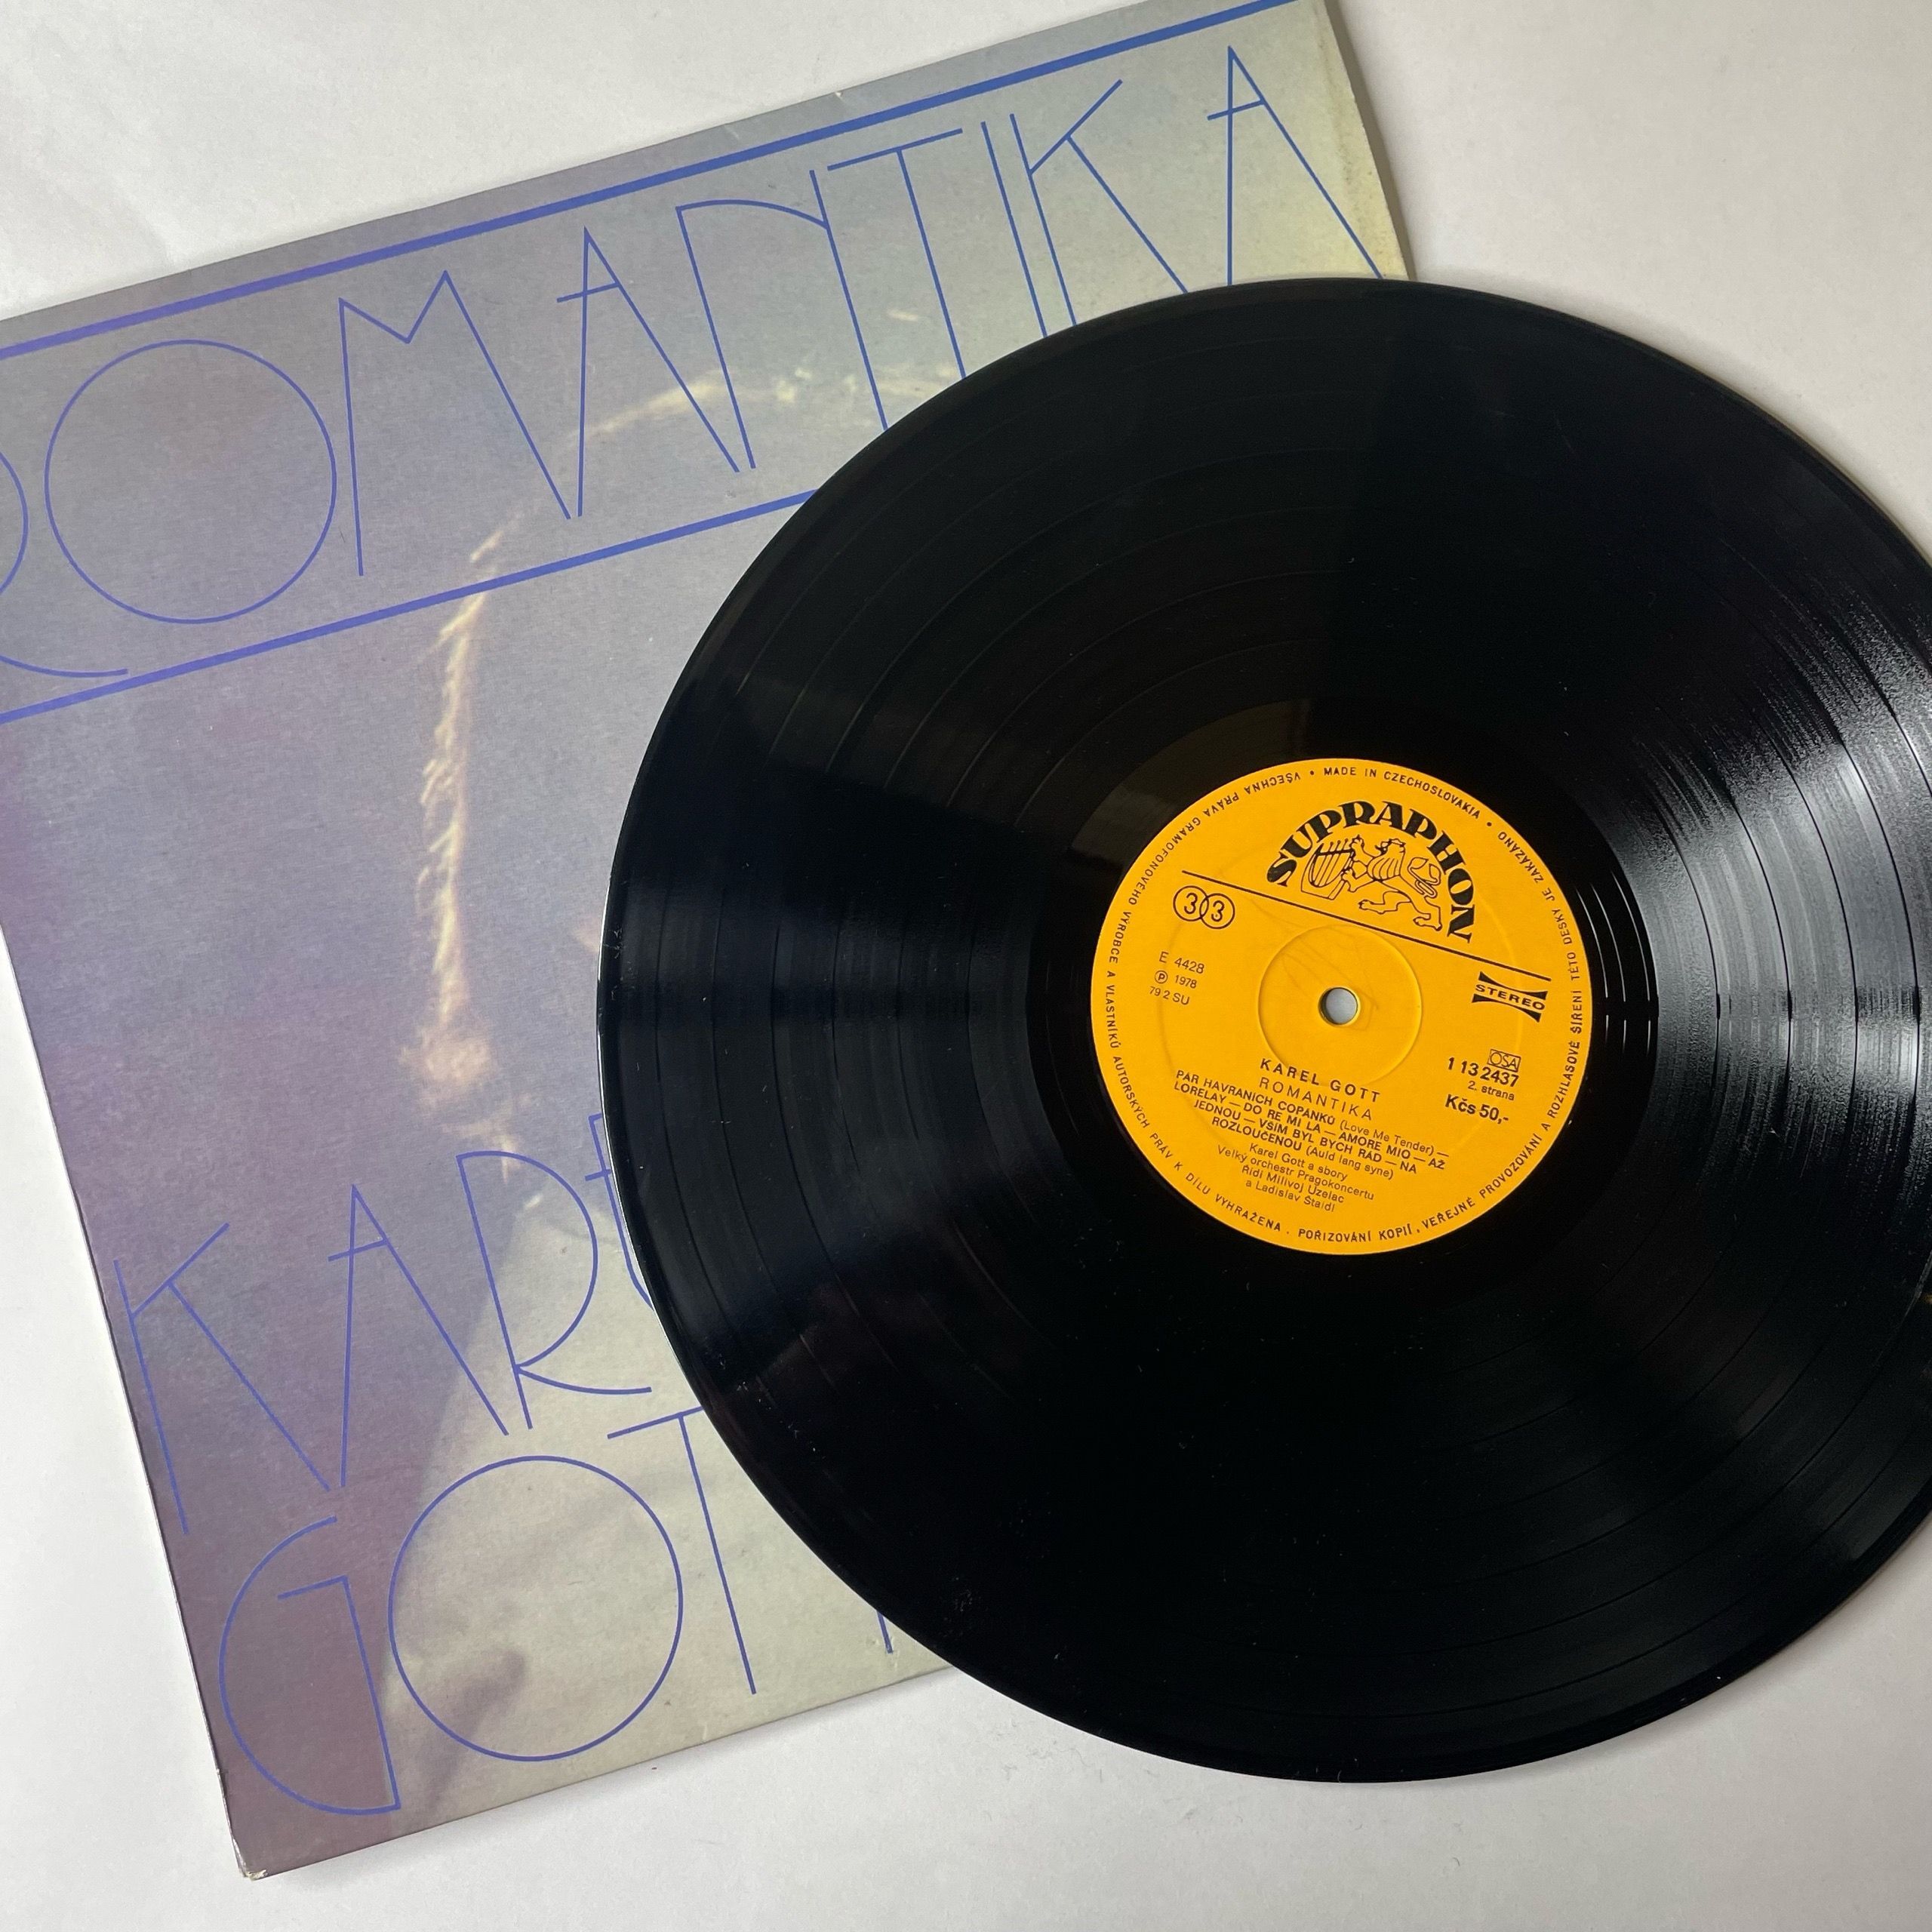 ROMANTIKA
KAREL
GOTT
VŠECHNA PRÁVA GRAMOFONOVÉHO VÝROBCE A VLASTNÍKŮ AUTORSKÝCH PRÁV K DÍLU VYHRAŽENA. POŘIZOVÁNÍ KOPIÍ, VEŘEJNÉ PROVOZOVÁNÍ A ROZHLASOVÉ ŠÍŘENÍ TÉTO DESKY JE ZAKÁZÁNO • MADE IN CZECHOSLOVAKIA •
SUPRAPHON
33
STEREO
E 4428
Ⓟ 1978
79 2 SU
OSA
1 13 2437
2. strana
Kčs 50,-
KAREL GOTT
ROMANTIKA
PÁR HAVRANÍCH COPÁNKŮ (Love Me Tender) —
LORELAY — DO RE MI LA — AMORE MIO — AŽ
JEDNOU — VŠÍM BYL BYCH RÁD — NA
ROZLOUČENOU (Auld lang syne)
Karel Gott a sbory
Velký orchestr Pragokoncertu
Řídí Milivoj Uzelac
a Ladislav Štaidl